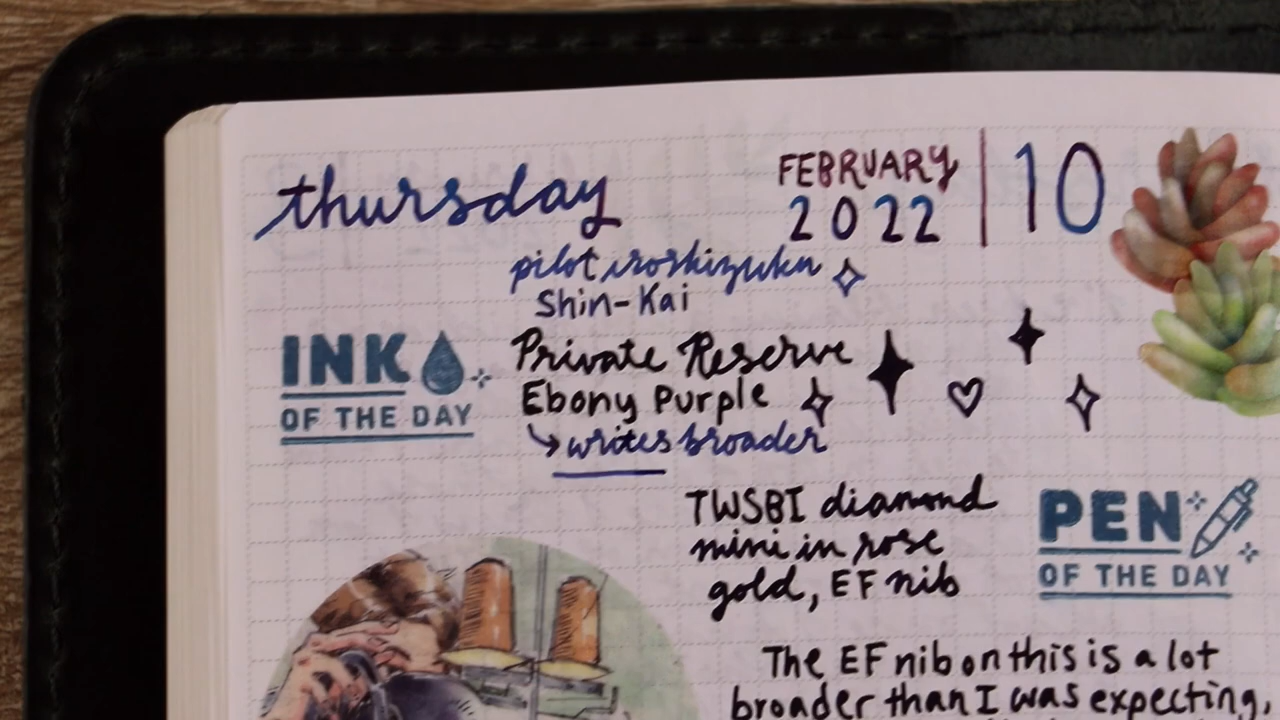 thursday
FEBRUARY
2022
10
pilot iroshizuku
Shin-Kai
INK
OF THE DAY
Private Reserve
Ebony Purple
writes broader
TWSBI diamond
mini in rose
gold, EF nib
PEN
OF THE DAY
The EF nib on this is a lot
broader than I was expecting,